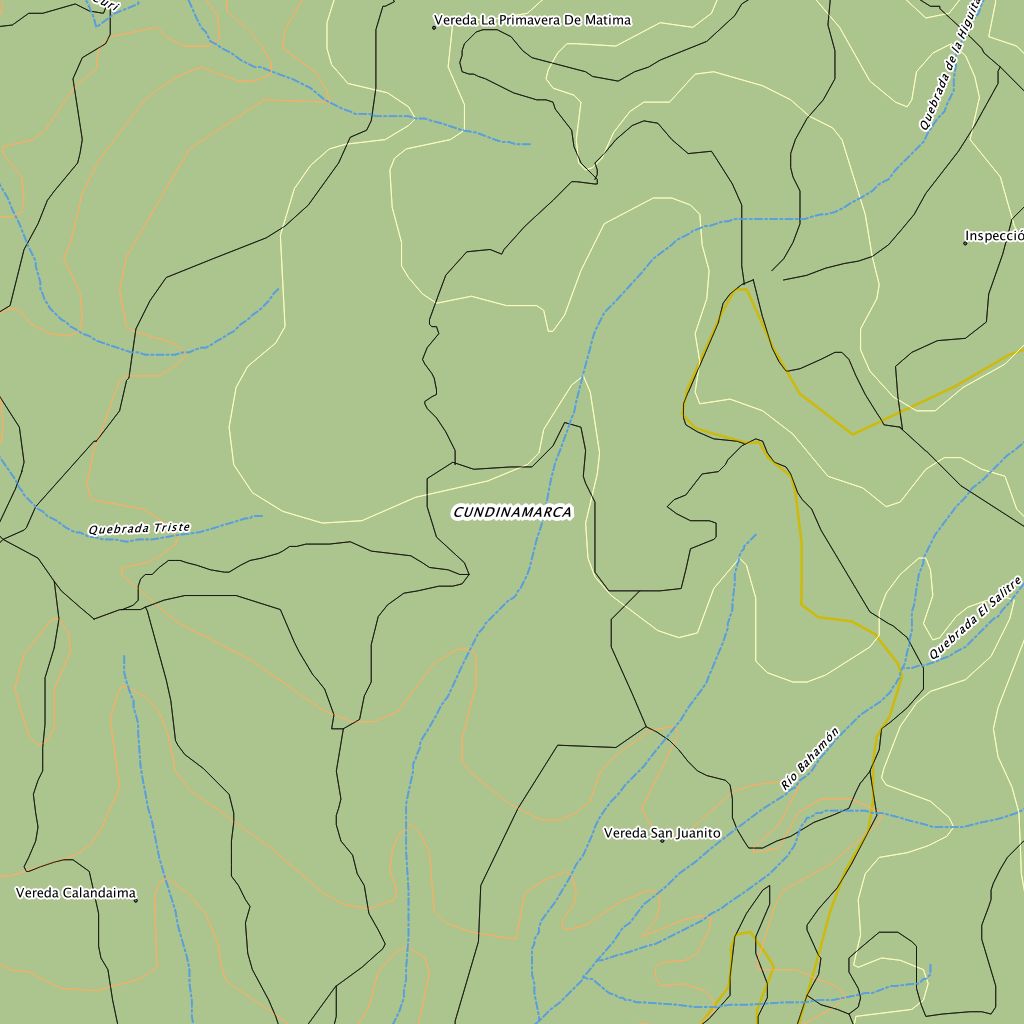 Curí
Vereda La Primavera De Matima
Quebrada de la Higuita
Inspecció
CUNDINAMARCA
Quebrada Triste
Quebrada El Salitre
Río Bahamón
Vereda San Juanito
Vereda Calandaima